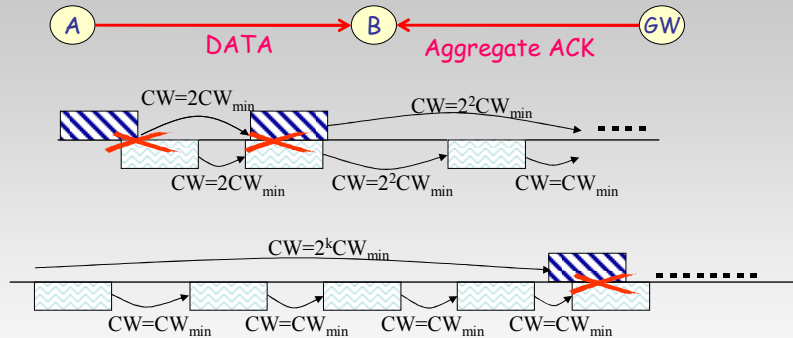 A
B
GW
DATA
Aggregate ACK
CW=2CWmin
CW=2²CWmin
CW=2CWmin
CW=2²CWmin
CW=CWmin
CW=2ᵏCWmin
CW=CWmin
CW=CWmin
CW=CWmin
CW=CWmin